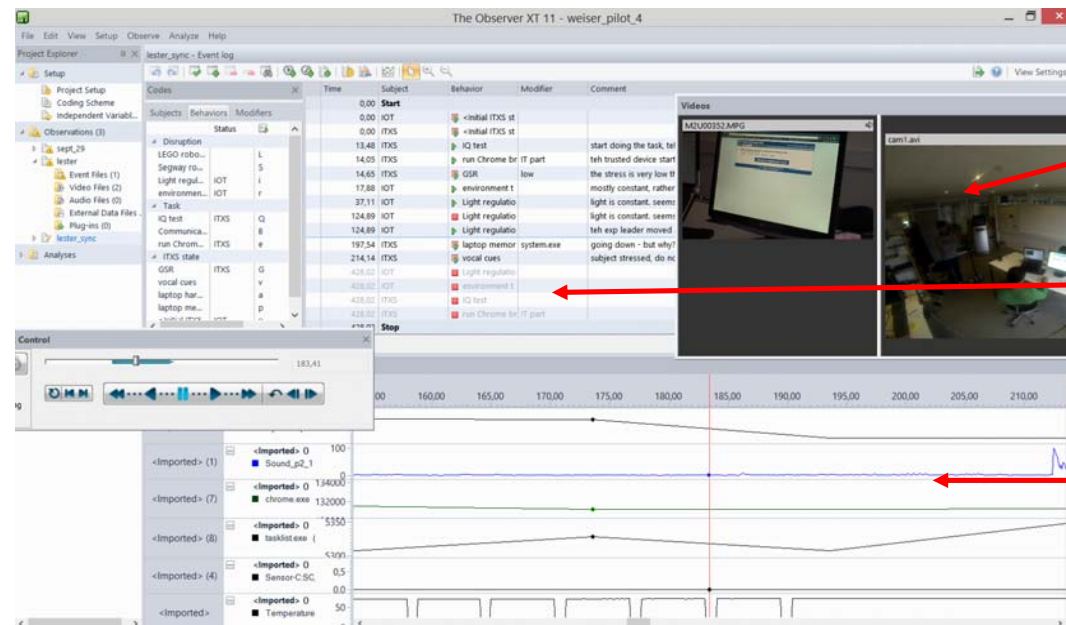 The Observer XT 11 - weiser_pilot_4
File Edit View Setup Observe Analyze Help
Project Explorer
lester_sync - Event log
View Settings
Setup
Project Setup
Coding Scheme
Independent Variabl...
Observations (3)
sept_29
lester
Event Files (1)
Video Files (2)
Audio Files (0)
External Data Files
Plug-ins (0)
lester_sync
Analyses
Codes
Subjects Behaviors Modifiers
Status
Disruption
LEGO robo... L
Segway ro... S
Light regul... IOT i
environmen... IOT r
Task
IQ test ITXS Q
Communica... 8
run Chrom... ITXS e
ITXS state
GSR ITXS G
vocal cues v
laptop har... a
laptop me... p
Time Subject Behavior Modifier Comment
0,00 Start
0,00 IOT <initial ITXS st
0,00 ITXS <initial ITXS st
13,48 ITXS IQ test start doing the task, tel
14,05 ITXS run Chrome br IT part teh trusted device start
14,65 ITXS GSR low the stress is very low th
17,88 IOT environment t mostly constant, rather
37,11 IOT Light regulatio light is constant. seems
124,89 IOT Light regulatio light is constant. seems
124,89 IOT Light regulatio teh exp leader moved
197,54 ITXS laptop memor system.exe going down - but why?
214,14 ITXS vocal cues subject stressed, do nc
428,02 IOT Light regulatio
428,02 IOT environment t
428,02 ITXS IQ test
428,02 ITXS run Chrome br IT part
428,02 Stop
Videos
M2U00352.MPG
cam1.avi
Control
183,41
160,00 165,00 170,00 175,00 180,00 185,00 190,00 195,00 200,00 205,00 210,00
<Imported> (1) <Imported> () Sound_p2_1 100 0
<Imported> (7) <Imported> () chrome.exe 134000 132000
<Imported> (8) <Imported> () tasklist.exe ( 5350 5300
<Imported> (4) <Imported> () Sensor-C:SC, 0,5 0.0
<Imported> <Imported> () Temperature 50